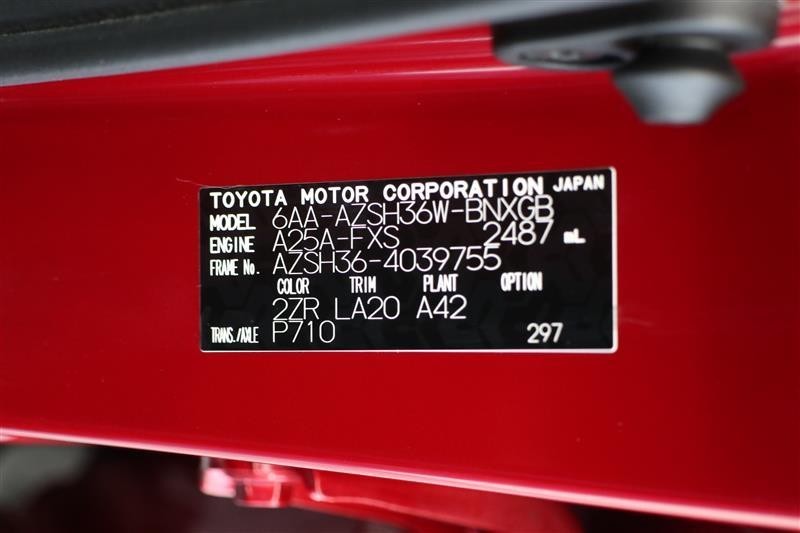 TOYOTA MOTOR CORPORATION JAPAN
MODEL 6AA-AZSH36W-BNXGB
ENGINE A25A-FXS 2487 mL
FRAME No. AZSH36-4039755
COLOR TRIM PLANT OPTION
2ZR LA20 A42
TRANS./AXLE P710 297